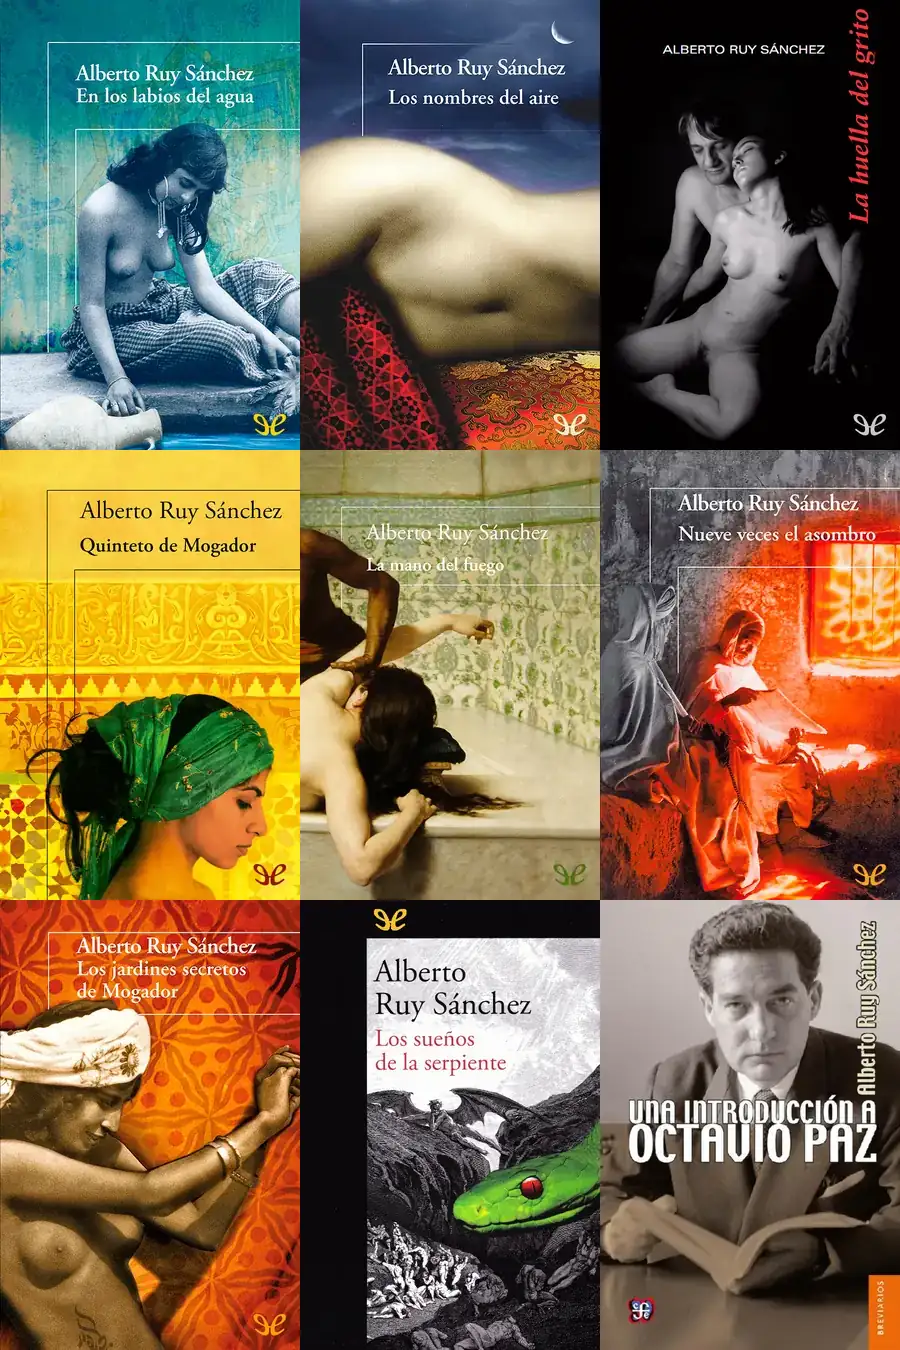 Alberto Ruy Sánchez
En los labios del agua
Alberto Ruy Sánchez
Los nombres del aire
ALBERTO RUY SÁNCHEZ
La huella del grito
Alberto Ruy Sánchez
Quinteto de Mogador
Alberto Ruy Sánchez
La mano del fuego
Alberto Ruy Sánchez
Nueve veces el asombro
Alberto Ruy Sánchez
Los jardines secretos
de Mogador
Alberto
Ruy Sánchez
Los sueños
de la serpiente
Alberto Ruy Sánchez
UNA INTRODUCCIÓN A
OCTAVIO PAZ
BREVIARIOS